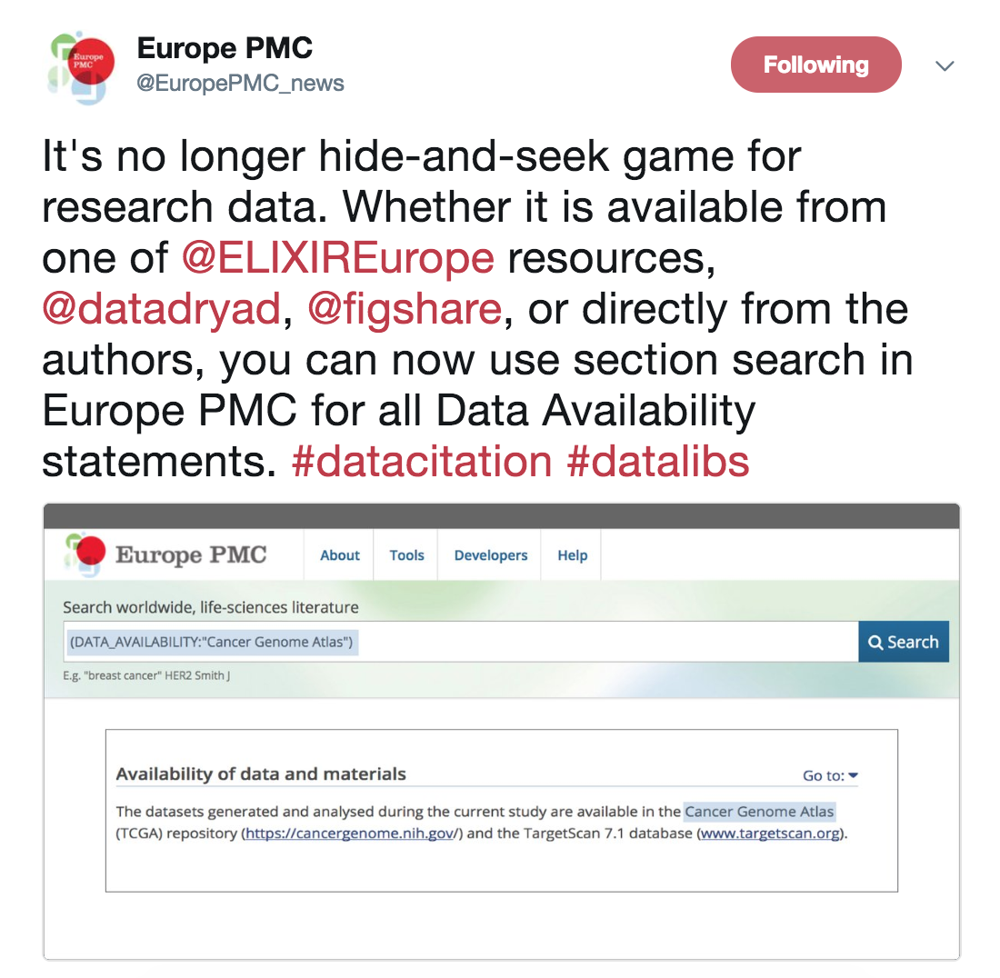 Europe PMC
Europe PMC
@EuropePMC_news
Following
It's no longer hide-and-seek game for
research data. Whether it is available from
one of @ELIXIREurope resources,
@datadryad, @figshare, or directly from the
authors, you can now use section search in
Europe PMC for all Data Availability
statements. #datacitation #datalibs
Europe PMC About Tools Developers Help
Search worldwide, life-sciences literature
(DATA_AVAILABILITY:"Cancer Genome Atlas") Search
E.g. "breast cancer" HER2 Smith J
Availability of data and materials Go to:
The datasets generated and analysed during the current study are available in the Cancer Genome Atlas
(TCGA) repository (https://cancergenome.nih.gov/) and the TargetScan 7.1 database (www.targetscan.org).